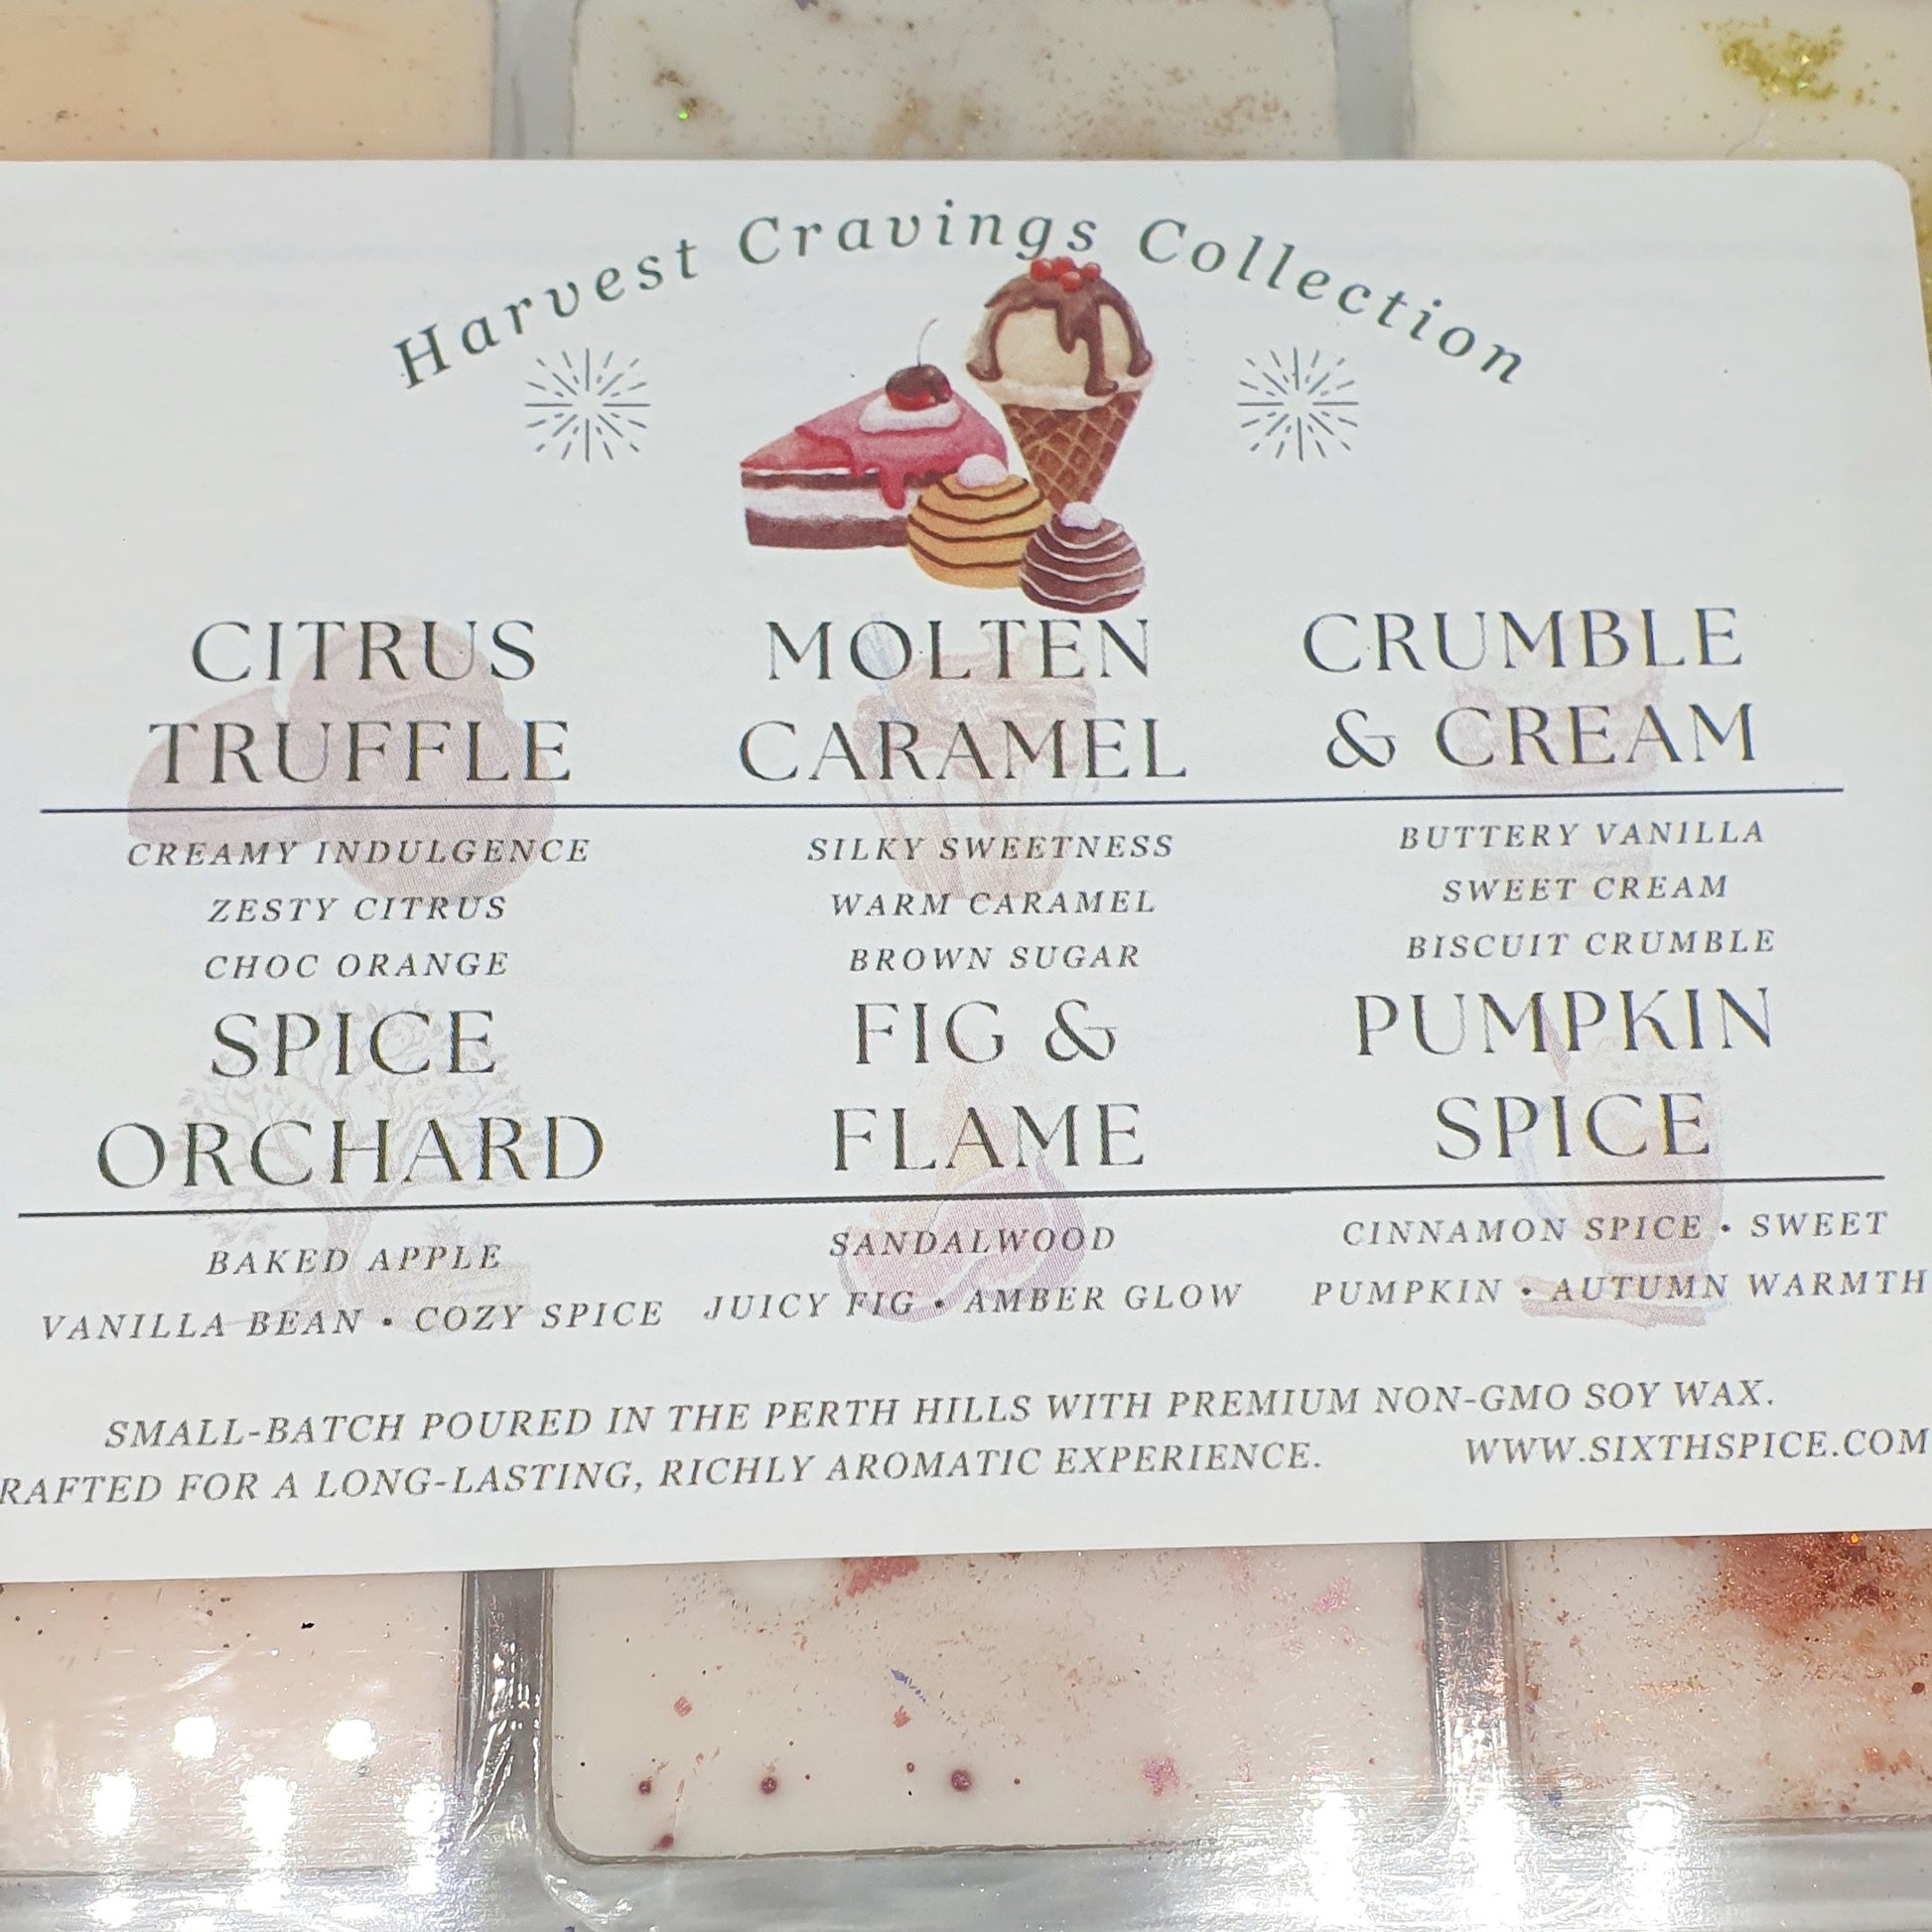 Harvest Cravings Collection
CITRUS
TRUFFLE
CREAMY INDULGENCE
ZESTY CITRUS
CHOC ORANGE
MOLTEN
CARAMEL
SILKY SWEETNESS
WARM CARAMEL
BROWN SUGAR
CRUMBLE
& CREAM
BUTTERY VANILLA
SWEET CREAM
BISCUIT CRUMBLE
SPICE
ORCHARD
BAKED APPLE
VANILLA BEAN • COZY SPICE
FIG &
FLAME
SANDALWOOD
JUICY FIG • AMBER GLOW
PUMPKIN
SPICE
CINNAMON SPICE • SWEET
PUMPKIN • AUTUMN WARMTH
SMALL-BATCH POURED IN THE PERTH HILLS WITH PREMIUM NON-GMO SOY WAX.
RAFTED FOR A LONG-LASTING, RICHLY AROMATIC EXPERIENCE. WWW.SIXTHSPICE.COM